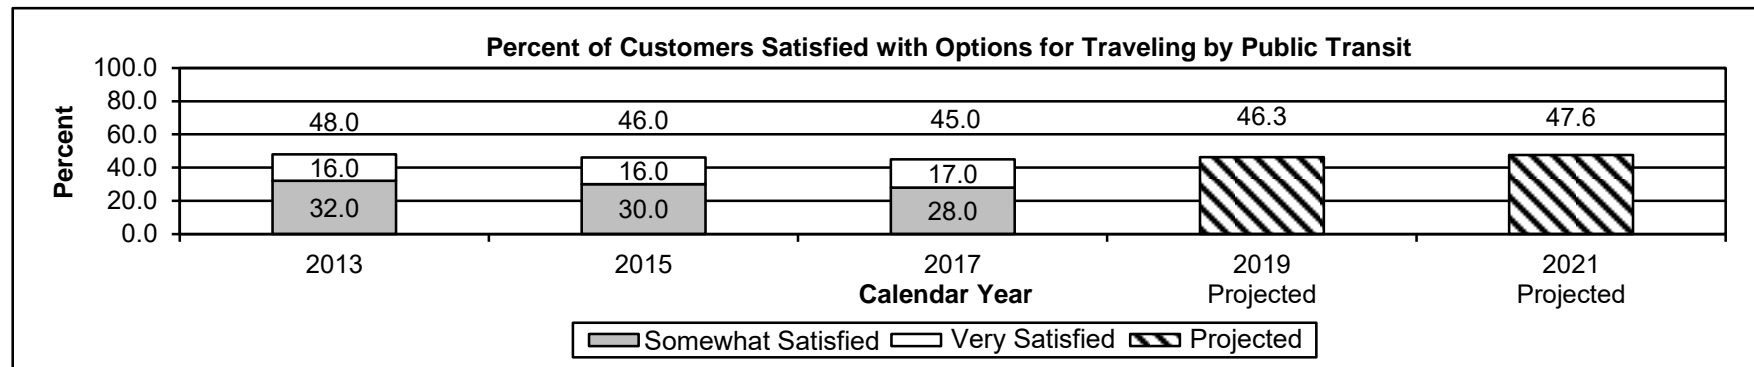 Percent of Customers Satisfied with Options for Traveling by Public Transit
Percent
100.0
80.0
60.0
40.0
20.0
0.0
48.0 46.0 45.0 46.3 47.6
16.0 16.0 17.0
32.0 30.0 28.0
2013 2015 2017 2019 2021
Calendar Year Projected Projected
Somewhat Satisfied Very Satisfied Projected